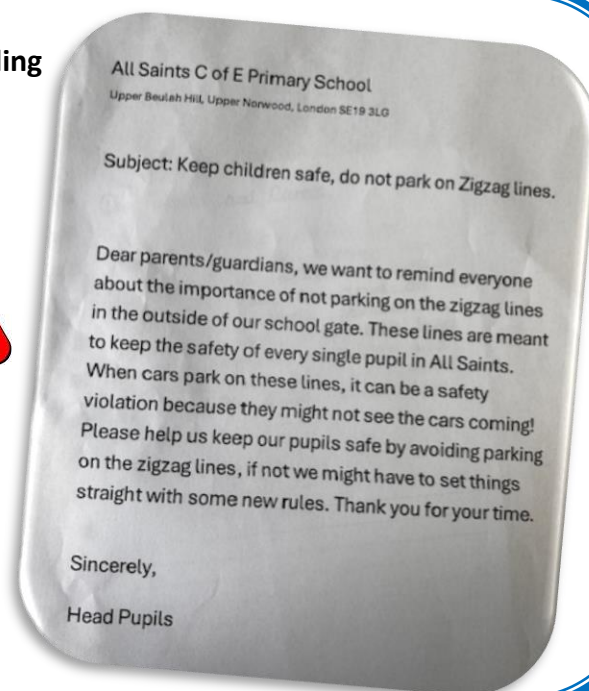 ling
All Saints C of E Primary School
Upper Beulah Hill, Upper Norwood, London SE19 3LG
Subject: Keep children safe, do not park on Zigzag lines.
Dear parents/guardians, we want to remind everyone
about the importance of not parking on the zigzag lines
in the outside of our school gate. These lines are meant
to keep the safety of every single pupil in All Saints.
When cars park on these lines, it can be a safety
violation because they might not see the cars coming!
Please help us keep our pupils safe by avoiding parking
on the zigzag lines, if not we might have to set things
straight with some new rules. Thank you for your time.
Sincerely,
Head Pupils